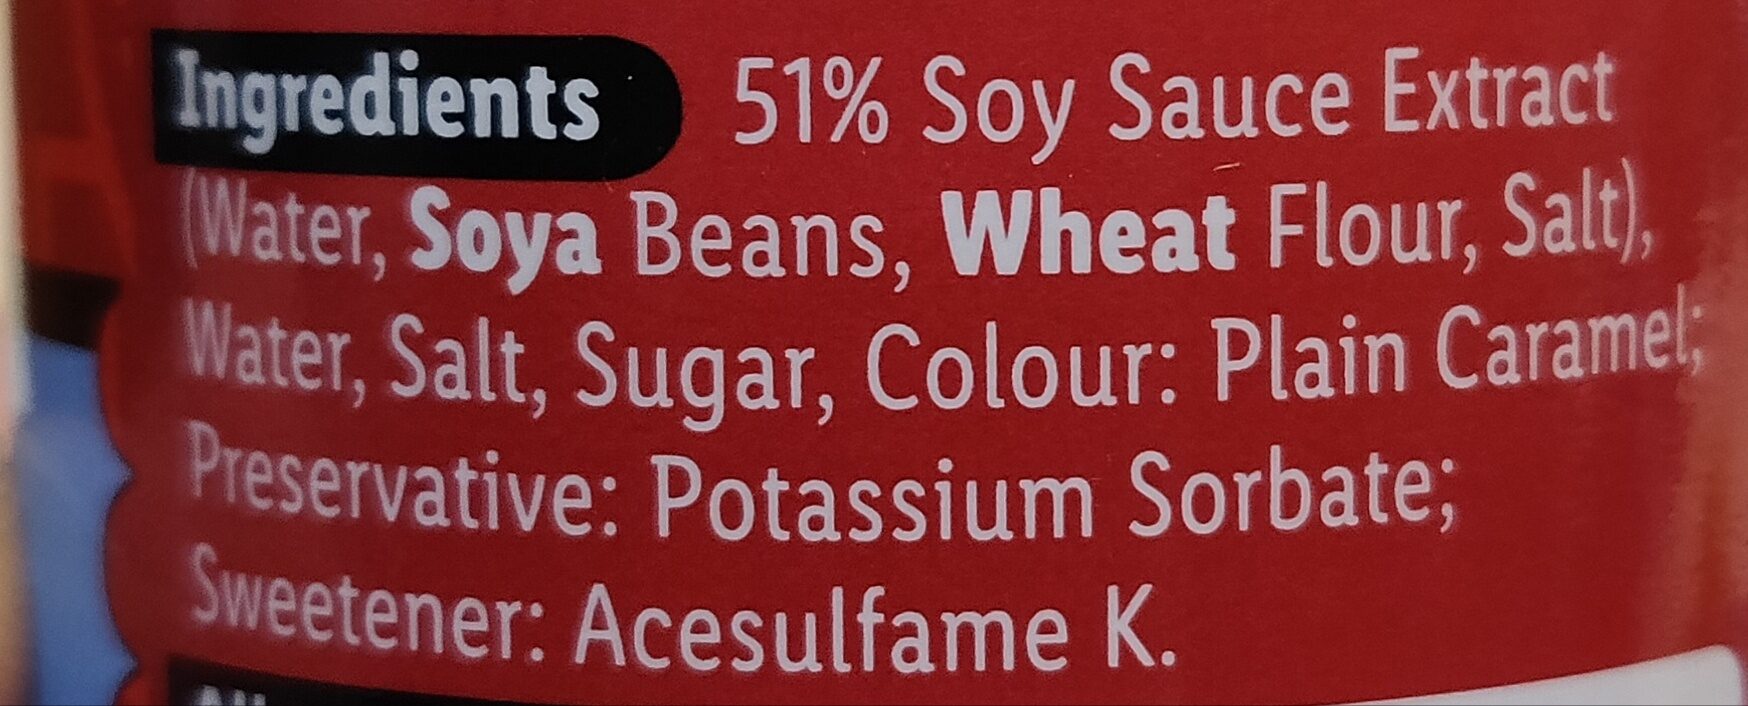 Ingredients 51% Soy Sauce Extract
(Water, Soya Beans, Wheat Flour, Salt),
Water, Salt, Sugar, Colour: Plain Caramel;
Preservative: Potassium Sorbate;
Sweetener: Acesulfame K.